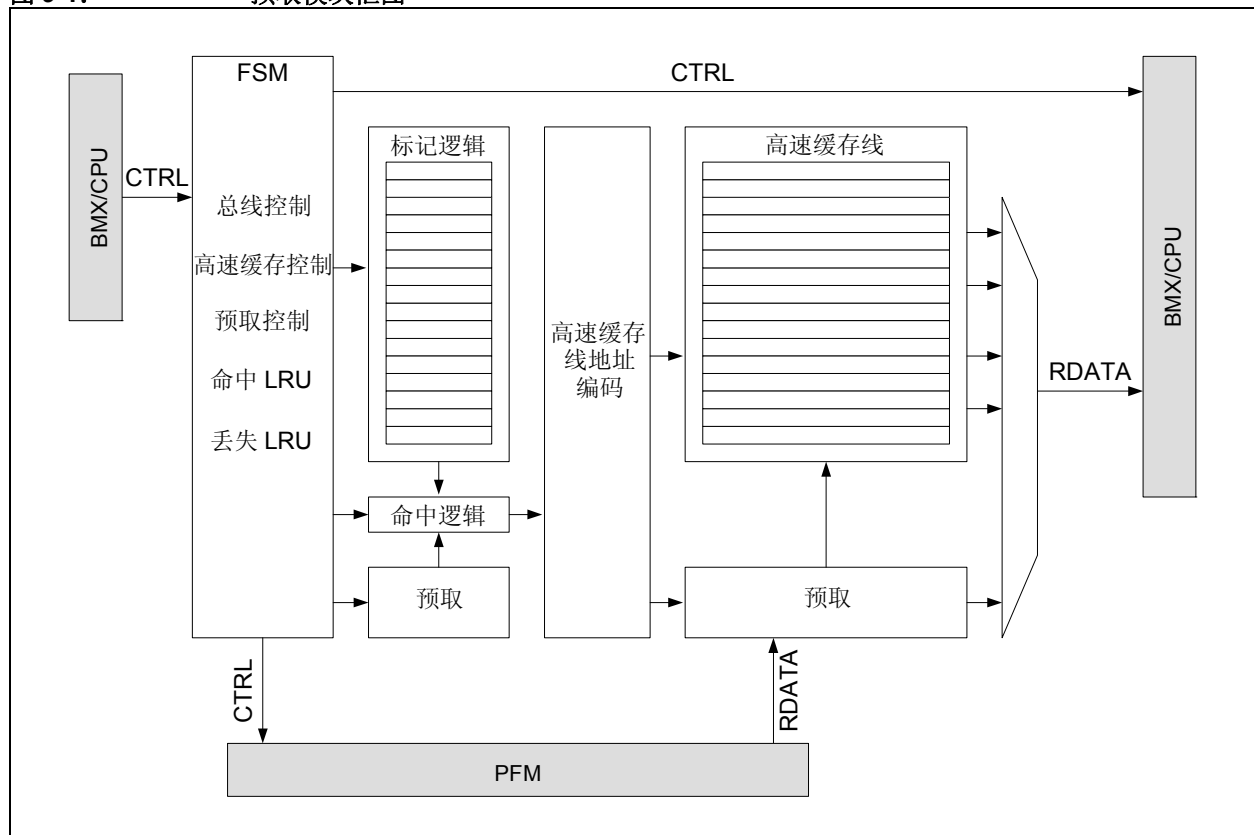 BMX/CPU
CTRL
FSM
总线控制
高速缓存控制
预取控制
命中 LRU
丢失 LRU
CTRL
标记逻辑
命中逻辑
预取
高速缓存
线地址
编码
高速缓存线
预取
RDATA
BMX/CPU
CTRL
RDATA
PFM